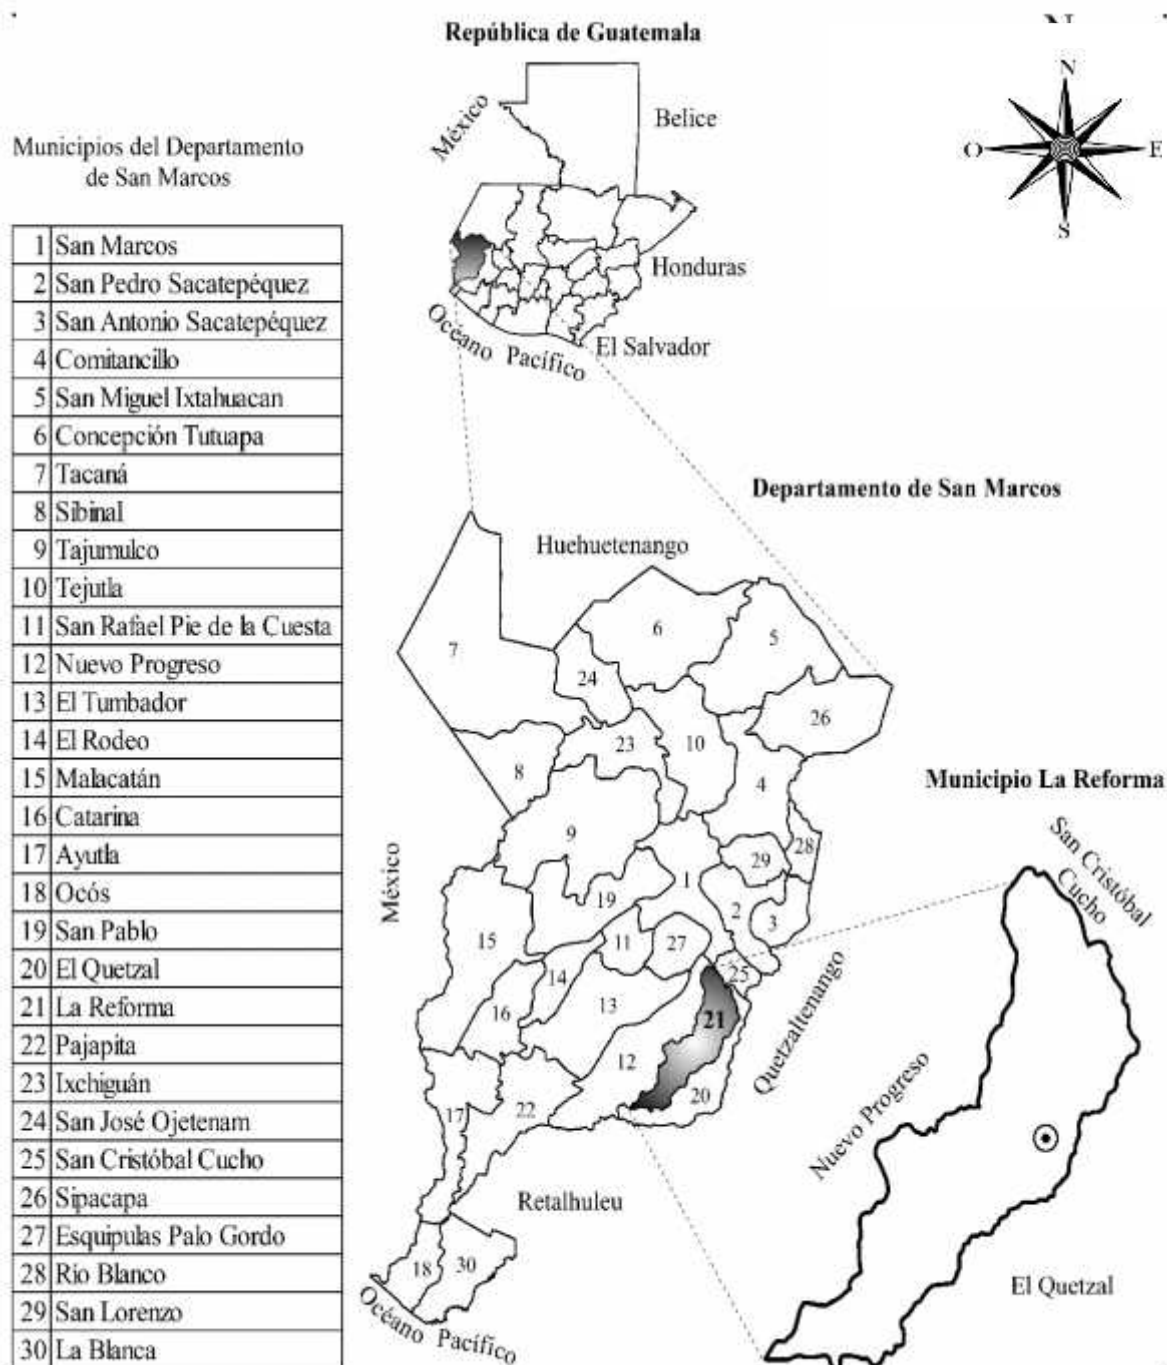 República de Guatemala
N
México
Belice
Honduras
El Salvador
Océano Pacífico
N
O
E
S
Municipios del Departamento
de San Marcos
1 San Marcos
2 San Pedro Sacatepéquez
3 San Antonio Sacatepéquez
4 Comitancillo
5 San Miguel Ixtahuacan
6 Concepción Tutuapa
7 Tacaná
8 Sibinal
9 Tajumulco
10 Tejutla
11 San Rafael Pie de la Cuesta
12 Nuevo Progreso
13 El Tumbador
14 El Rodeo
15 Malacatán
16 Catarina
17 Ayutla
18 Ocós
19 San Pablo
20 El Quetzal
21 La Reforma
22 Pajapita
23 Ixchiguán
24 San José Ojetenam
25 San Cristóbal Cucho
26 Sipacapa
27 Esquipulas Palo Gordo
28 Río Blanco
29 San Lorenzo
30 La Blanca
Departamento de San Marcos
Huehuetenango
7
6
5
24
26
23
10
8
4
9
28
29
1
19
2
3
15
11
27
25
14
16
13
21
12
20
17
22
18
30
México
Quetzaltenango
Retalhuleu
Océano Pacífico
Municipio La Reforma
San Cristóbal
Cucho
Nuevo Progreso
El Quetzal